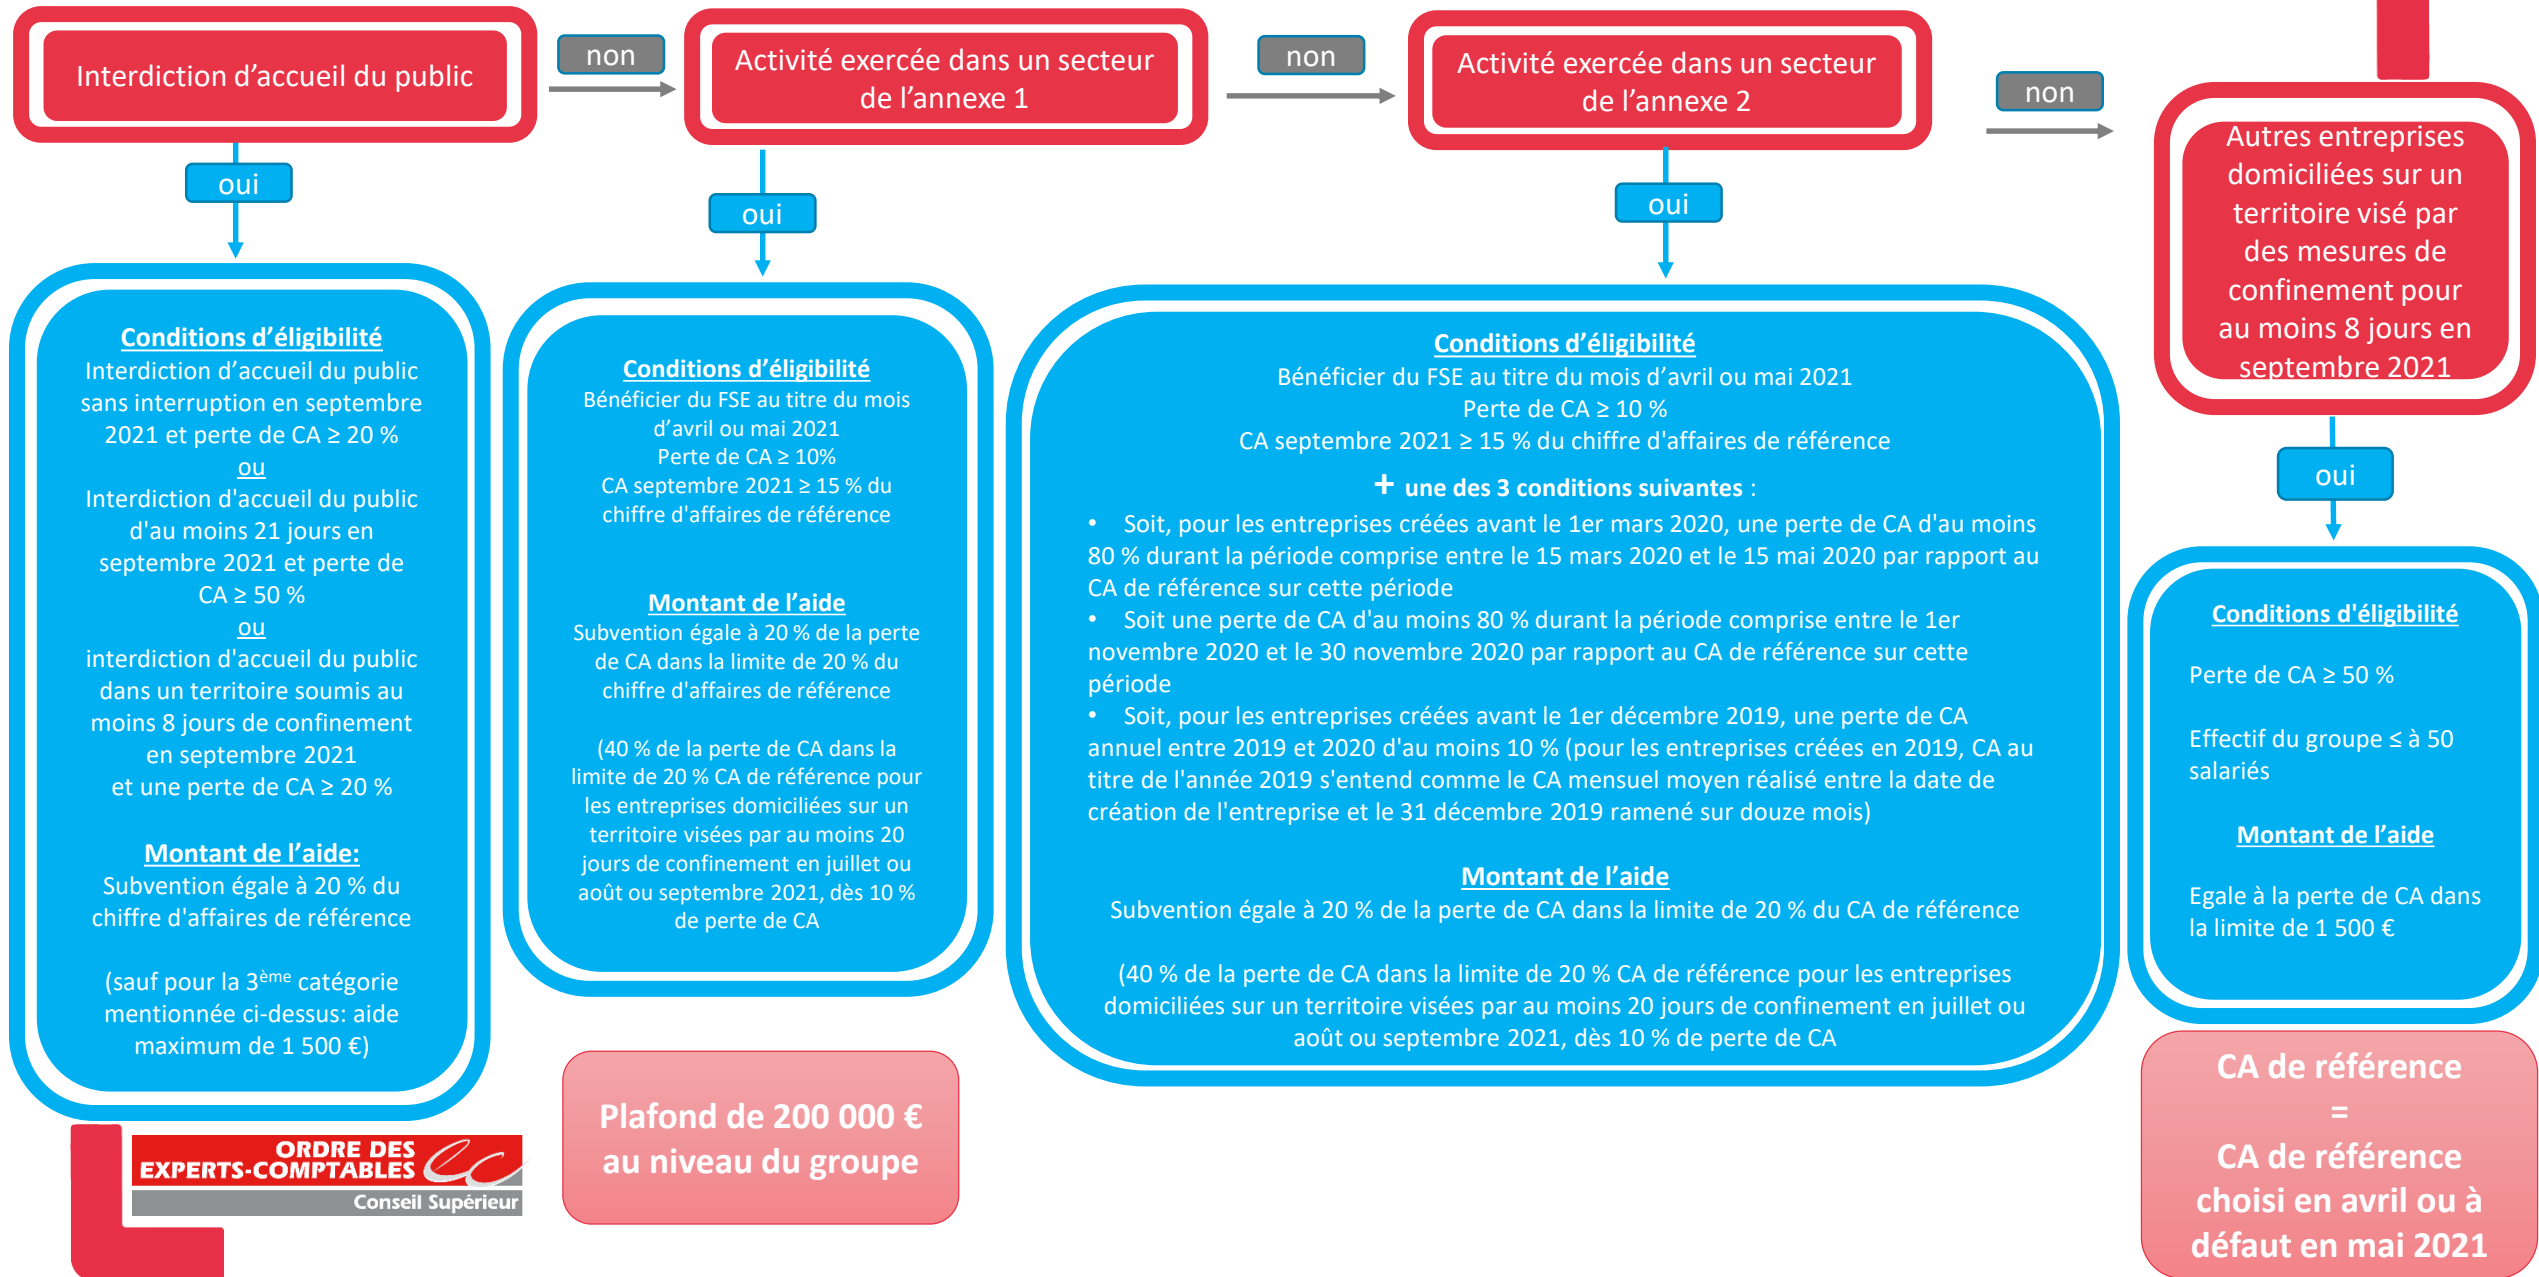 Interdiction d’accueil du public
non
Activité exercée dans un secteur
de l’annexe 1
non
Activité exercée dans un secteur
de l’annexe 2
non
Autres entreprises
domiciliées sur un
territoire visé par
des mesures de
confinement pour
au moins 8 jours en
septembre 2021
oui
oui
oui
oui
Conditions d’éligibilité
Interdiction d’accueil du public
sans interruption en septembre
2021 et perte de CA ≥ 20 %
ou
Interdiction d'accueil du public
d'au moins 21 jours en
septembre 2021 et perte de
CA ≥ 50 %
ou
interdiction d'accueil du public
dans un territoire soumis au
moins 8 jours de confinement
en septembre 2021
et une perte de CA ≥ 20 %
Montant de l’aide:
Subvention égale à 20 % du
chiffre d'affaires de référence
(sauf pour la 3ème catégorie
mentionnée ci-dessus: aide
maximum de 1 500 €)
Conditions d’éligibilité
Bénéficier du FSE au titre du mois
d’avril ou mai 2021
Perte de CA ≥ 10%
CA septembre 2021 ≥ 15 % du
chiffre d'affaires de référence
Montant de l’aide
Subvention égale à 20 % de la perte
de CA dans la limite de 20 % du
chiffre d'affaires de référence
(40 % de la perte de CA dans la
limite de 20 % CA de référence pour
les entreprises domiciliées sur un
territoire visées par au moins 20
jours de confinement en juillet ou
août ou septembre 2021, dès 10 %
de perte de CA
Conditions d’éligibilité
Bénéficier du FSE au titre du mois d’avril ou mai 2021
Perte de CA ≥ 10 %
CA septembre 2021 ≥ 15 % du chiffre d'affaires de référence
+ une des 3 conditions suivantes :
• Soit, pour les entreprises créées avant le 1er mars 2020, une perte de CA d'au moins
80 % durant la période comprise entre le 15 mars 2020 et le 15 mai 2020 par rapport au
CA de référence sur cette période
• Soit une perte de CA d'au moins 80 % durant la période comprise entre le 1er
novembre 2020 et le 30 novembre 2020 par rapport au CA de référence sur cette
période
• Soit, pour les entreprises créées avant le 1er décembre 2019, une perte de CA
annuel entre 2019 et 2020 d'au moins 10 % (pour les entreprises créées en 2019, CA au
titre de l'année 2019 s'entend comme le CA mensuel moyen réalisé entre la date de
création de l'entreprise et le 31 décembre 2019 ramené sur douze mois)
Montant de l’aide
Subvention égale à 20 % de la perte de CA dans la limite de 20 % du CA de référence
(40 % de la perte de CA dans la limite de 20 % CA de référence pour les entreprises
domiciliées sur un territoire visées par au moins 20 jours de confinement en juillet ou
août ou septembre 2021, dès 10 % de perte de CA
Conditions d'éligibilité
Perte de CA ≥ 50 %
Effectif du groupe ≤ à 50
salariés
Montant de l’aide
Egale à la perte de CA dans
la limite de 1 500 €
Plafond de 200 000 €
au niveau du groupe
CA de référence
=
CA de référence
choisi en avril ou à
défaut en mai 2021
ORDRE DES
EXPERTS-COMPTABLES
Conseil Supérieur